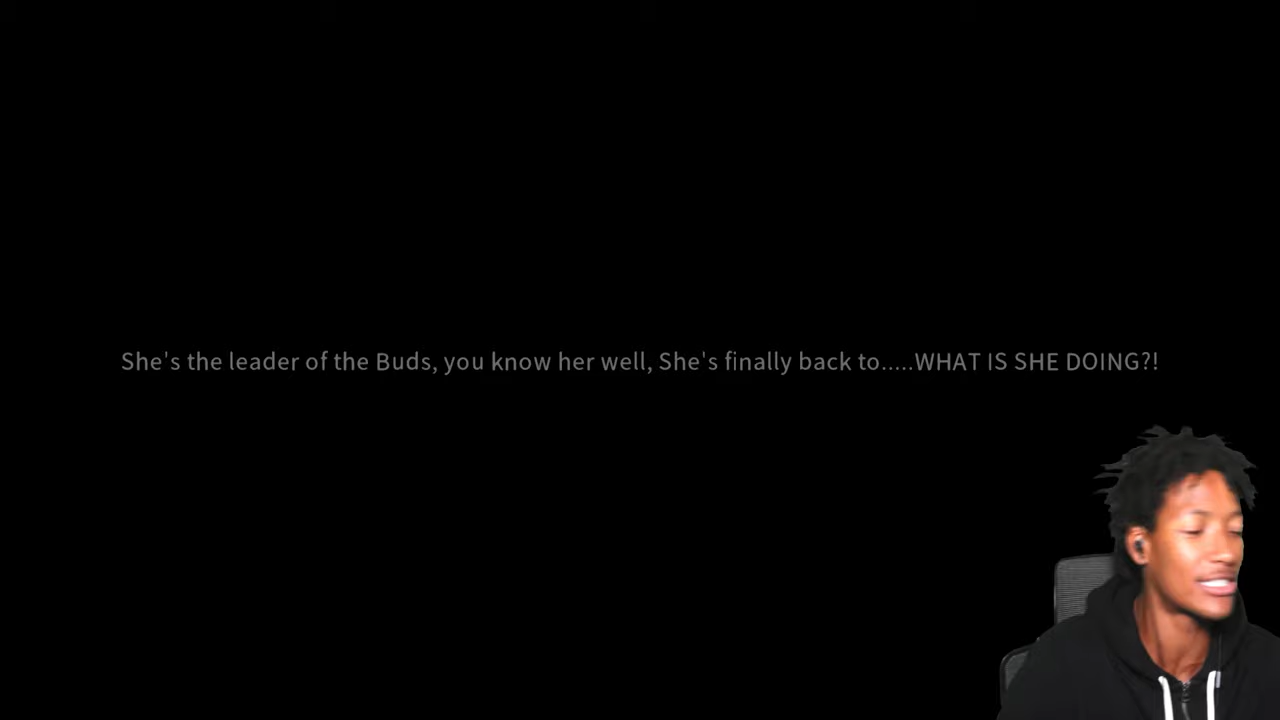 She's the leader of the Buds, you know her well, She's finally back to.....WHAT IS SHE DOING?!